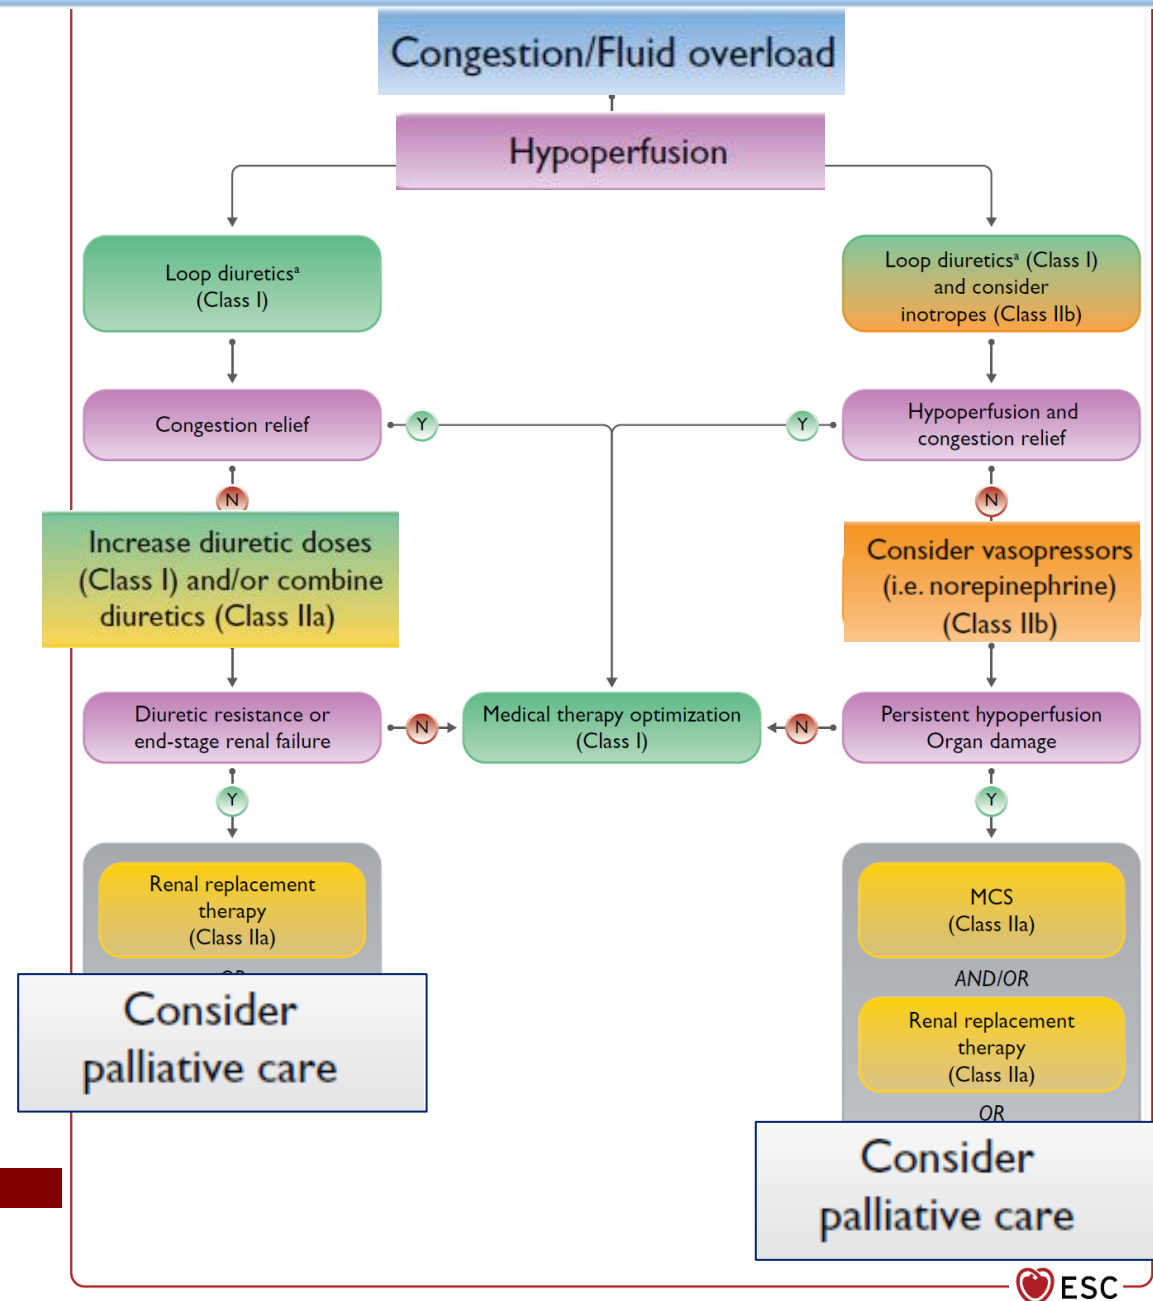 Congestion/Fluid overload
Hypoperfusion
Loop diureticsª
(Class I)
Loop diureticsª (Class I)
and consider
inotropes (Class IIb)
Congestion relief
Y
Y
Hypoperfusion and
congestion relief
N
N
Increase diuretic doses
(Class I) and/or combine
diuretics (Class IIa)
Consider vasopressors
(i.e. norepinephrine)
(Class IIb)
Diuretic resistance or
end-stage renal failure
N
Medical therapy optimization
(Class I)
N
Persistent hypoperfusion
Organ damage
Y
Y
Renal replacement
therapy
(Class IIa)
Consider
palliative care
MCS
(Class IIa)
AND/OR
Renal replacement
therapy
(Class IIa)
OR
Consider
palliative care
ESC